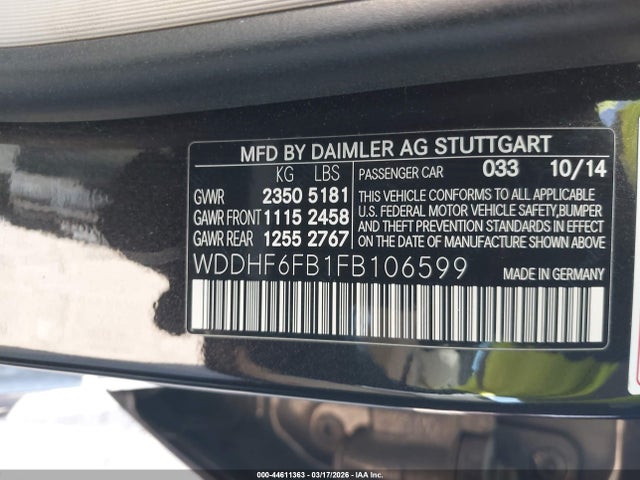 MFD BY DAIMLER AG STUTTGART
KG LBS PASSENGER CAR 033 10/14
GVWR 2350 5181
GAWR FRONT 1115 2458
GAWR REAR 1255 2767
THIS VEHICLE CONFORMS TO ALL APPLICABLE
U.S. FEDERAL MOTOR VEHICLE SAFETY,BUMPER
AND THEFT PREVENTION STANDARDS IN EFFECT
ON THE DATE OF MANUFACTURE SHOWN ABOVE.
WDDHF6FB1FB106599 MADE IN GERMANY
000-44611363 - 03/17/2026 - IAAI.COM